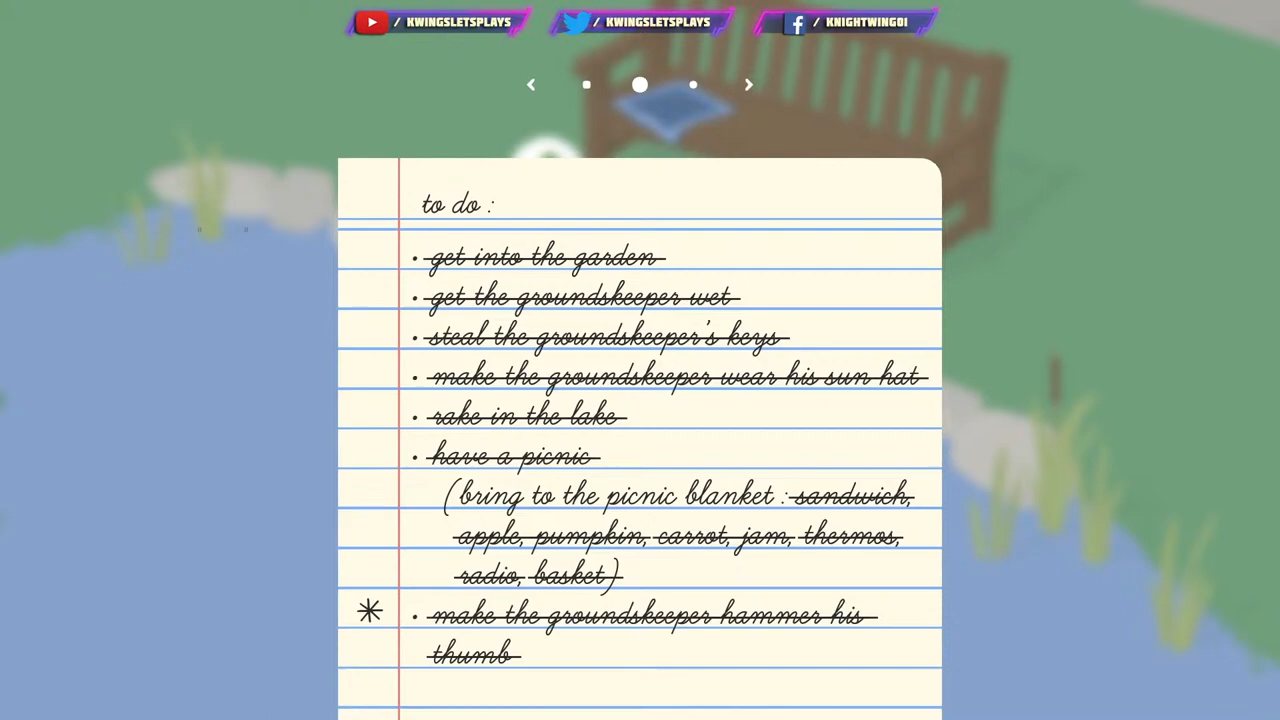 / KWINGSLETSPLAYS / KWINGSLETSPLAYS / KNIGHTWING01
to do :
• get into the garden
• get the groundskeeper wet
• steal the groundskeeper's keys
• make the groundskeeper wear his sun hat
• rake in the lake
• have a picnic
(bring to the picnic blanket : sandwich,
apple, pumpkin, carrot, jam, thermos,
radio, basket)
• make the groundskeeper hammer his
thumb